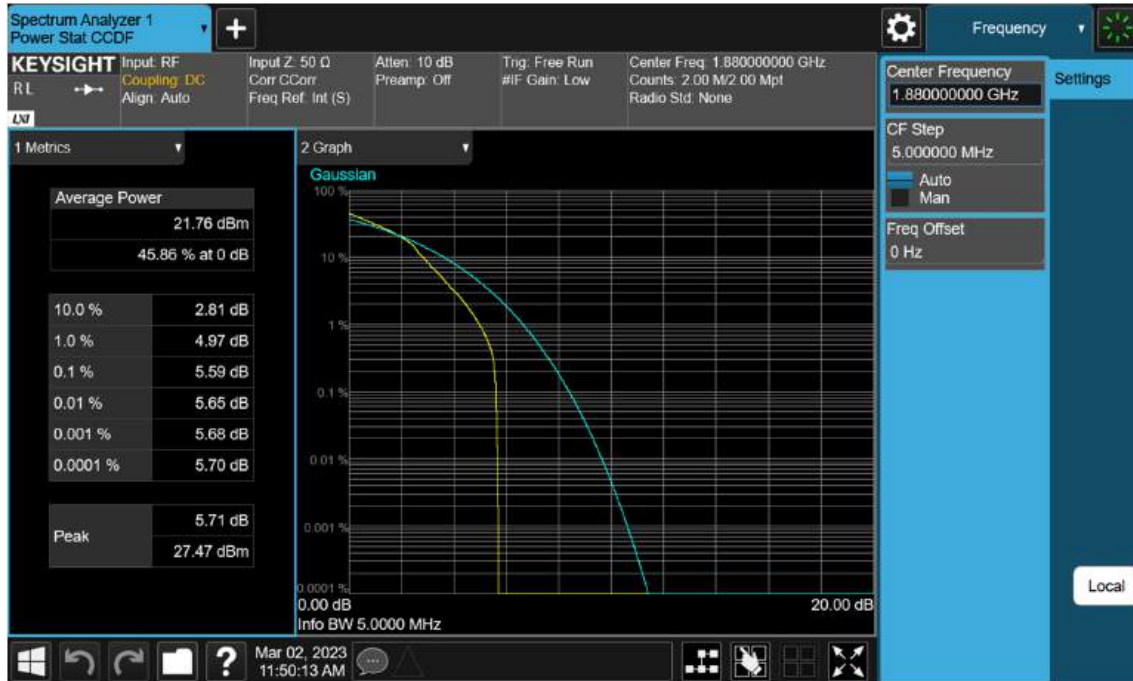 Spectrum Analyzer 1
Power Stat CCDF
+
Frequency
KEYSIGHT
RL
LXI
Input: RF
Coupling: DC
Align: Auto
Input Z: 50 Ω
Corr CCorr
Freq Ref: Int (S)
Atten: 10 dB
Preamp: Off
Trig: Free Run
#IF Gain: Low
Center Freq: 1.880000000 GHz
Counts: 2.00 M/2.00 Mpt
Radio Std: None
Center Frequency
1.880000000 GHz
Settings
CF Step
5.000000 MHz
Auto
Man
Freq Offset
0 Hz
1 Metrics
Average Power
21.76 dBm
45.86 % at 0 dB
10.0 % 2.81 dB
1.0 % 4.97 dB
0.1 % 5.59 dB
0.01 % 5.65 dB
0.001 % 5.68 dB
0.0001 % 5.70 dB
Peak
5.71 dB
27.47 dBm
2 Graph
Gaussian
100 %
10 %
1 %
0.1 %
0.01 %
0.001 %
0.0001 %
0.00 dB 20.00 dB
Info BW 5.0000 MHz
Local
?
Mar 02, 2023
11:50:13 AM